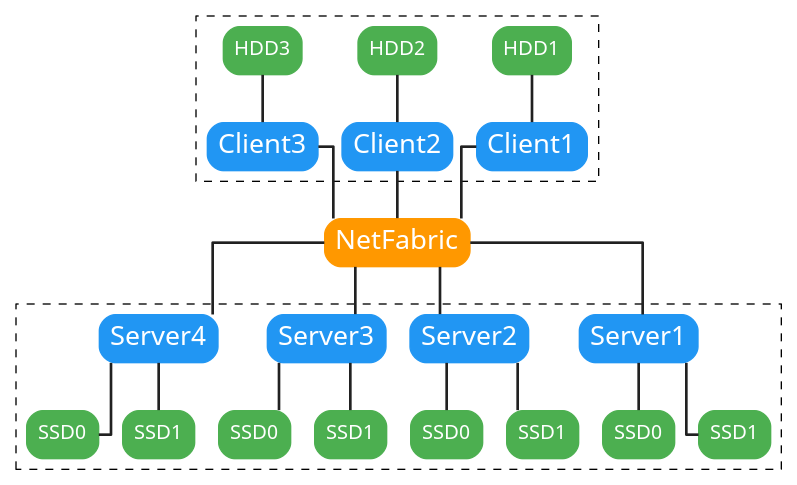 HDD3 HDD2 HDD1
Client3 Client2 Client1
NetFabric
Server4 Server3 Server2 Server1
SSD0 SSD1 SSD0 SSD1 SSD0 SSD1 SSD0 SSD1